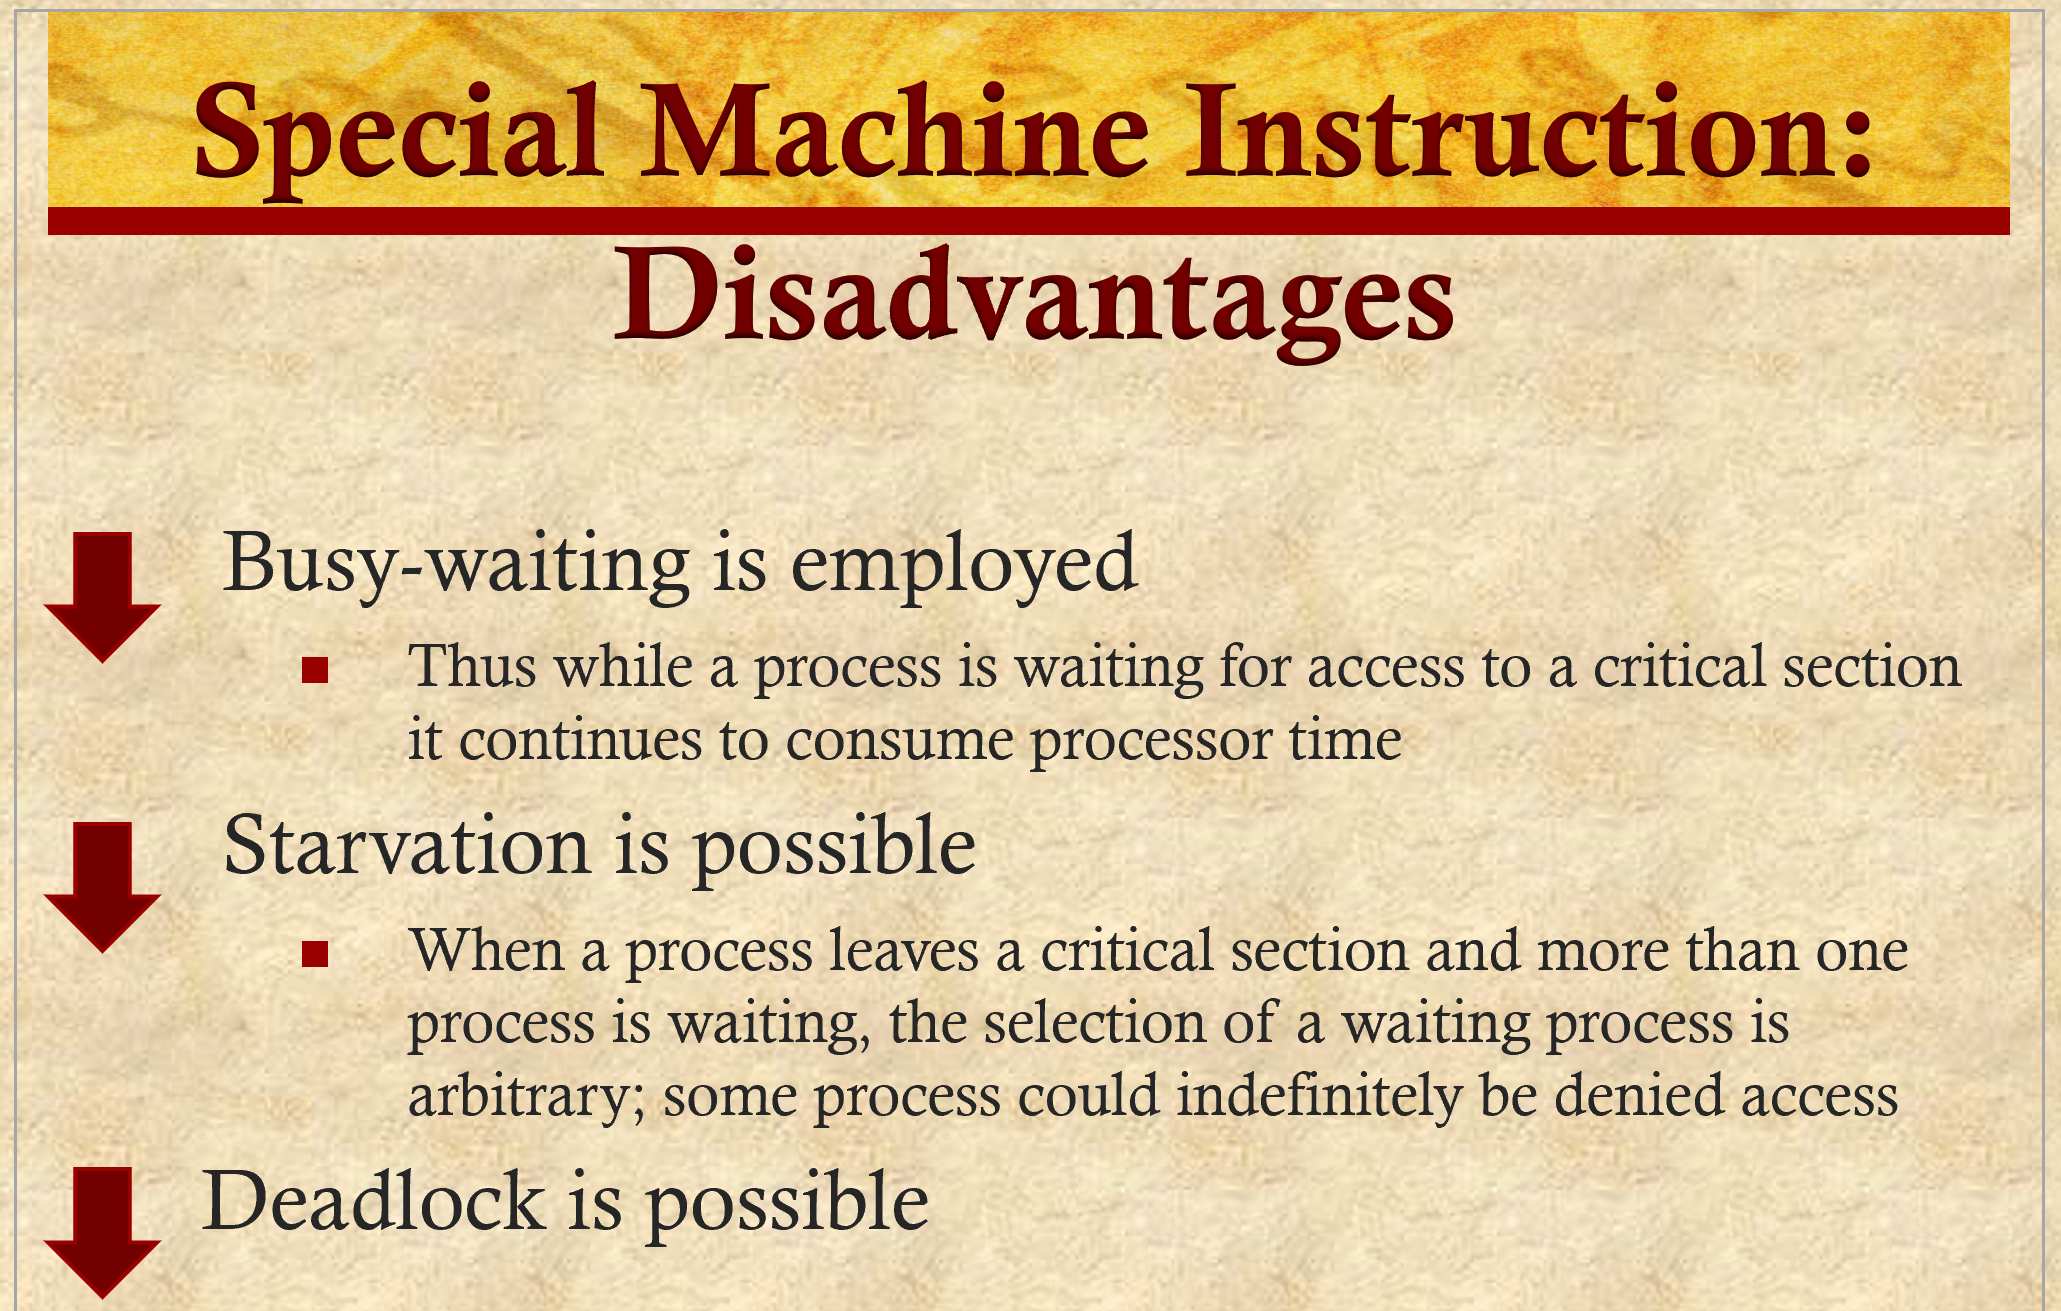 Special Machine Instruction:
Disadvantages
Busy-waiting is employed
Thus while a process is waiting for access to a critical section
it continues to consume processor time
Starvation is possible
When a process leaves a critical section and more than one
process is waiting, the selection of a waiting process is
arbitrary; some process could indefinitely be denied access
Deadlock is possible